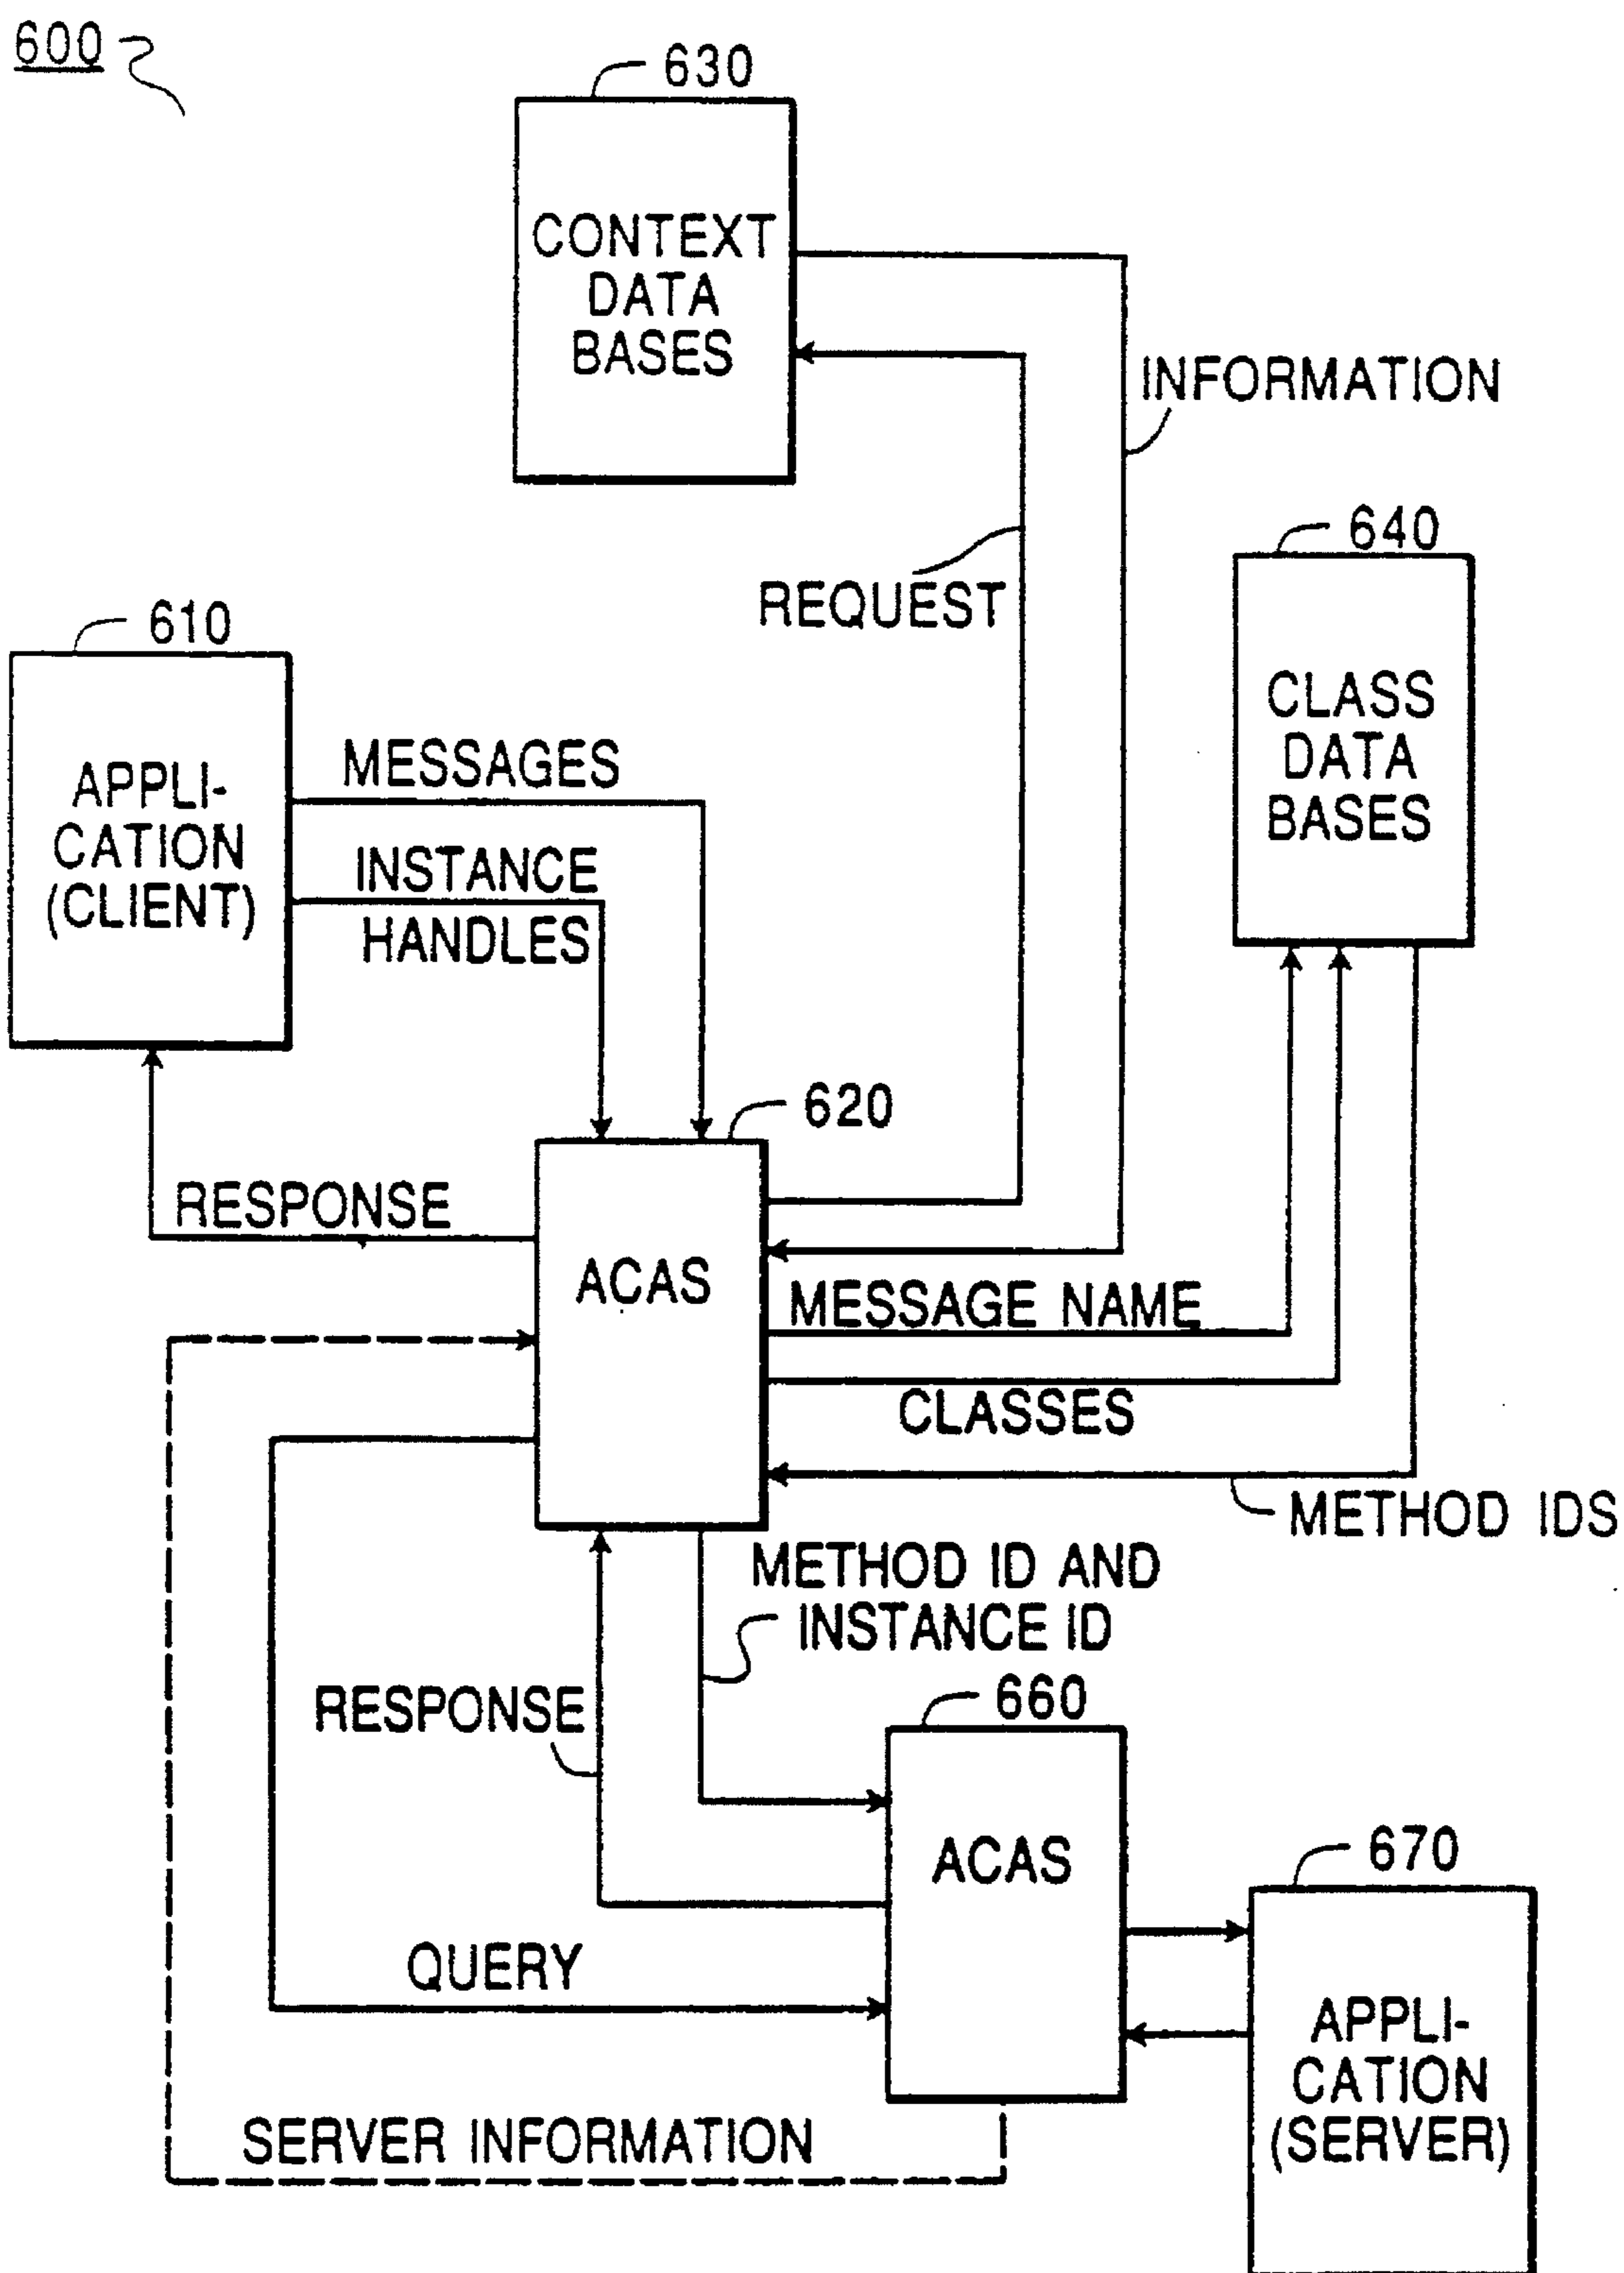 600
630
CONTEXT
DATA
BASES
INFORMATION
REQUEST
640
CLASS
DATA
BASES
610
APPLI-
CATION
(CLIENT)
MESSAGES
INSTANCE
HANDLES
620
ACAS
RESPONSE
MESSAGE NAME
CLASSES
METHOD IDS
METHOD ID AND
INSTANCE ID
RESPONSE
660
ACAS
QUERY
SERVER INFORMATION
670
APPLI-
CATION
(SERVER)